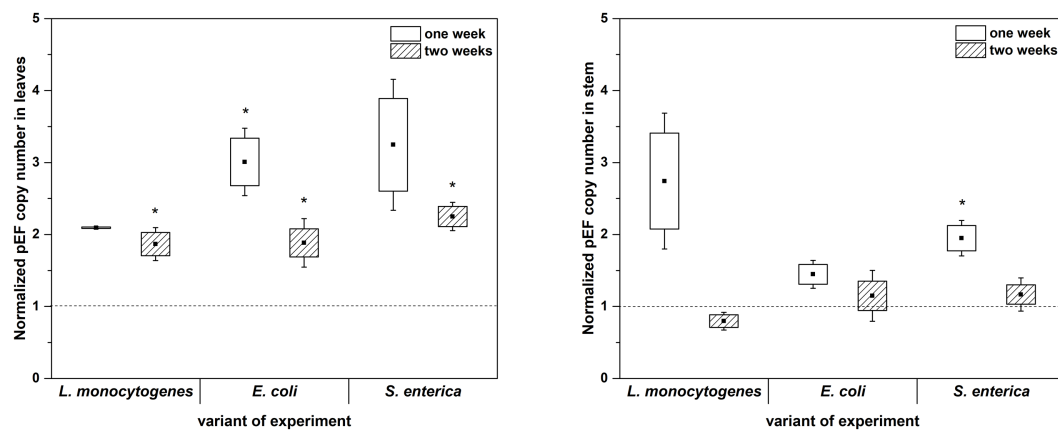 Normalized pEF copy number in leaves
5
4
3
2
1
0
one week
two weeks
*
*
*
*
L. monocytogenes
E. coli
S. enterica
variant of experiment
Normalized pEF copy number in stem
5
4
3
2
1
0
one week
two weeks
*
L. monocytogenes
E. coli
S. enterica
variant of experiment